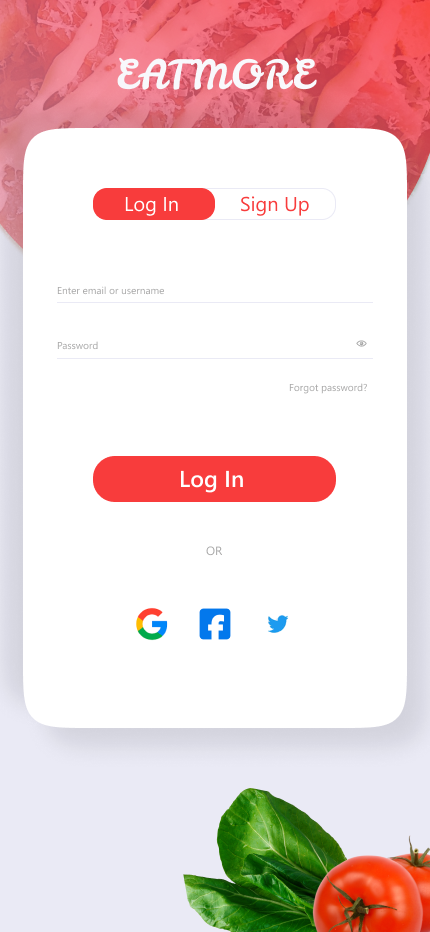 EATMORE
Log In Sign Up
Enter email or username
Password
Forgot password?
Log In
OR